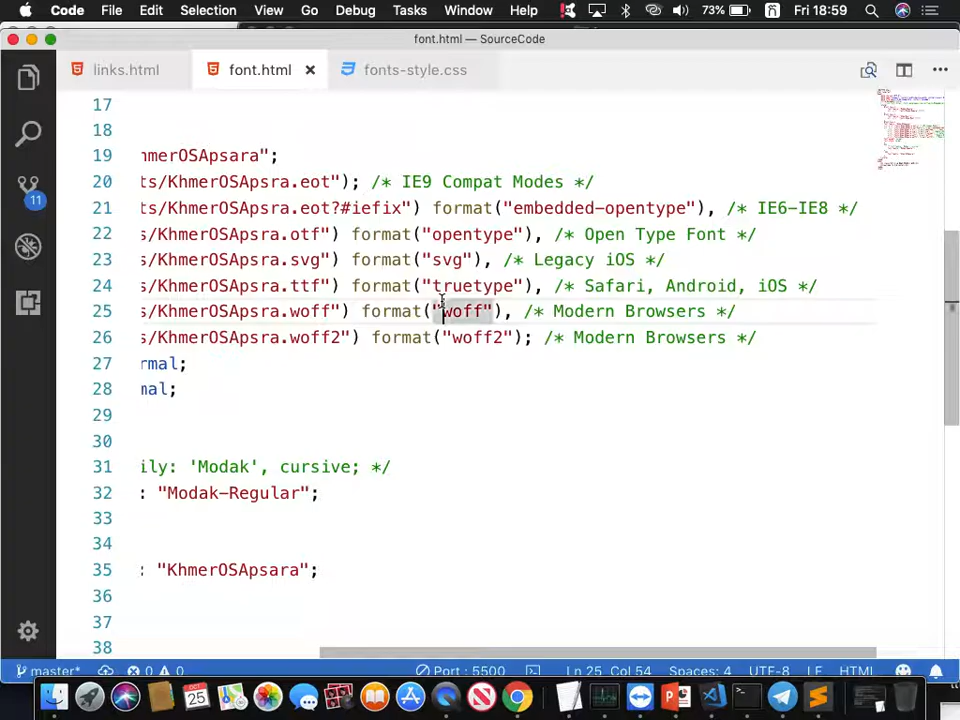 Code File Edit Selection View Go Debug Tasks Window Help 73% Fri 18:59
font.html — SourceCode
links.html font.html fonts-style.css
17
18
19 hmerOSApsara";
20 ts/KhmerOSApsra.eot"); /* IE9 Compat Modes */
21 ts/KhmerOSApsra.eot?#iefix") format("embedded-opentype"), /* IE6-IE8 */
22 s/KhmerOSApsra.otf") format("opentype"), /* Open Type Font */
23 s/KhmerOSApsra.svg") format("svg"), /* Legacy iOS */
24 s/KhmerOSApsra.ttf") format("truetype"), /* Safari, Android, iOS */
25 s/KhmerOSApsra.woff") format("woff"), /* Modern Browsers */
26 s/KhmerOSApsra.woff2") format("woff2"); /* Modern Browsers */
27 rmal;
28 mal;
29
30
31 ily: 'Modak', cursive; */
32 : "Modak-Regular";
33
34
35 : "KhmerOSApsara";
36
37
38
11
master* 0 0 Port : 5500 Ln 25, Col 54 Spaces: 4 UTF-8 LF HTML
OCT
25